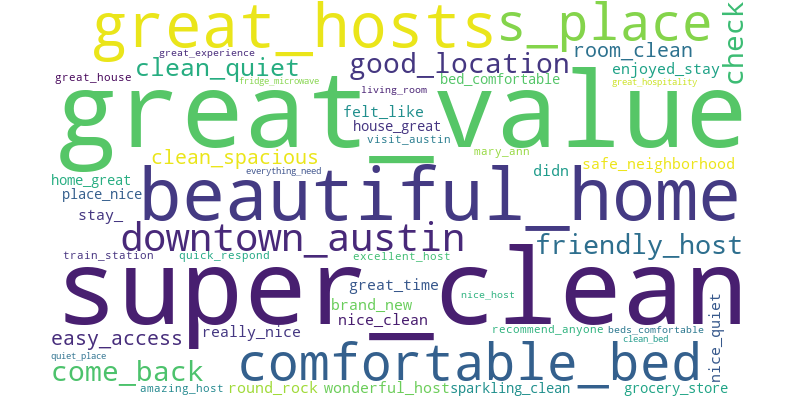 great_hosts
s_place
check
great_experience
room_clean
clean_quiet
good_location
enjoyed_stay
great_house
fridge_microwave
bed_comfortable
great_hospitality
living_room
great_value
felt_like
house_great
visit_austin
clean_spacious
mary_ann
safe_neighborhood
everything_need
didn
home_great
beautiful_home
place_nice
stay_
downtown_austin
friendly_host
train_station
quick_respond
excellent_host
super_clean
great_time
nice_host
brand_new
nice_quiet
nice_clean
easy_access
really_nice
recommend_anyone
beds_comfortable
clean_bed
quiet_place
comfortable_bed
come_back
amazing_host
round_rock
wonderful_host
sparkling_clean
grocery_store